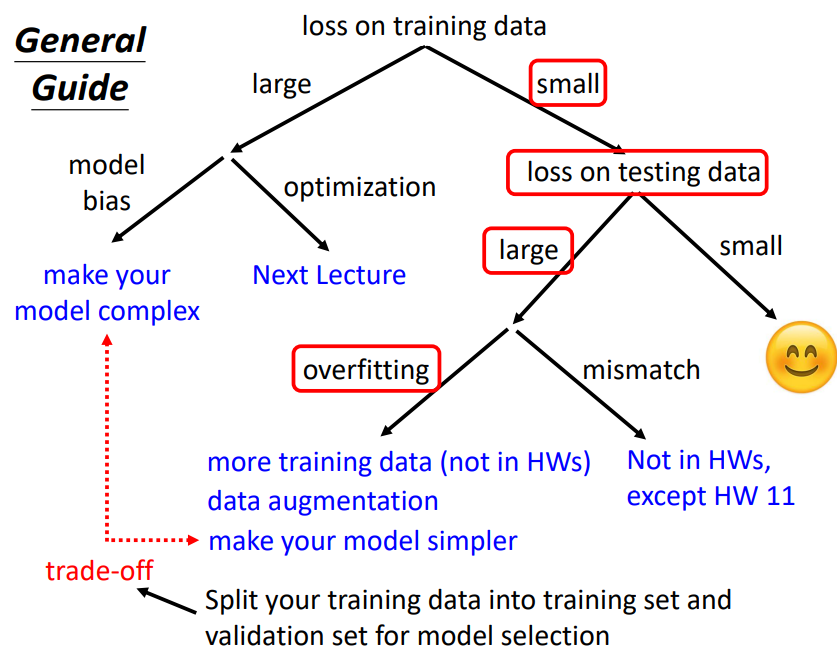 General
Guide
loss on training data
large
small
model
bias
optimization
loss on testing data
make your
model complex
Next Lecture
large
small
overfitting
mismatch
more training data (not in HWs)
data augmentation
make your model simpler
Not in HWs,
except HW 11
trade-off
Split your training data into training set and
validation set for model selection